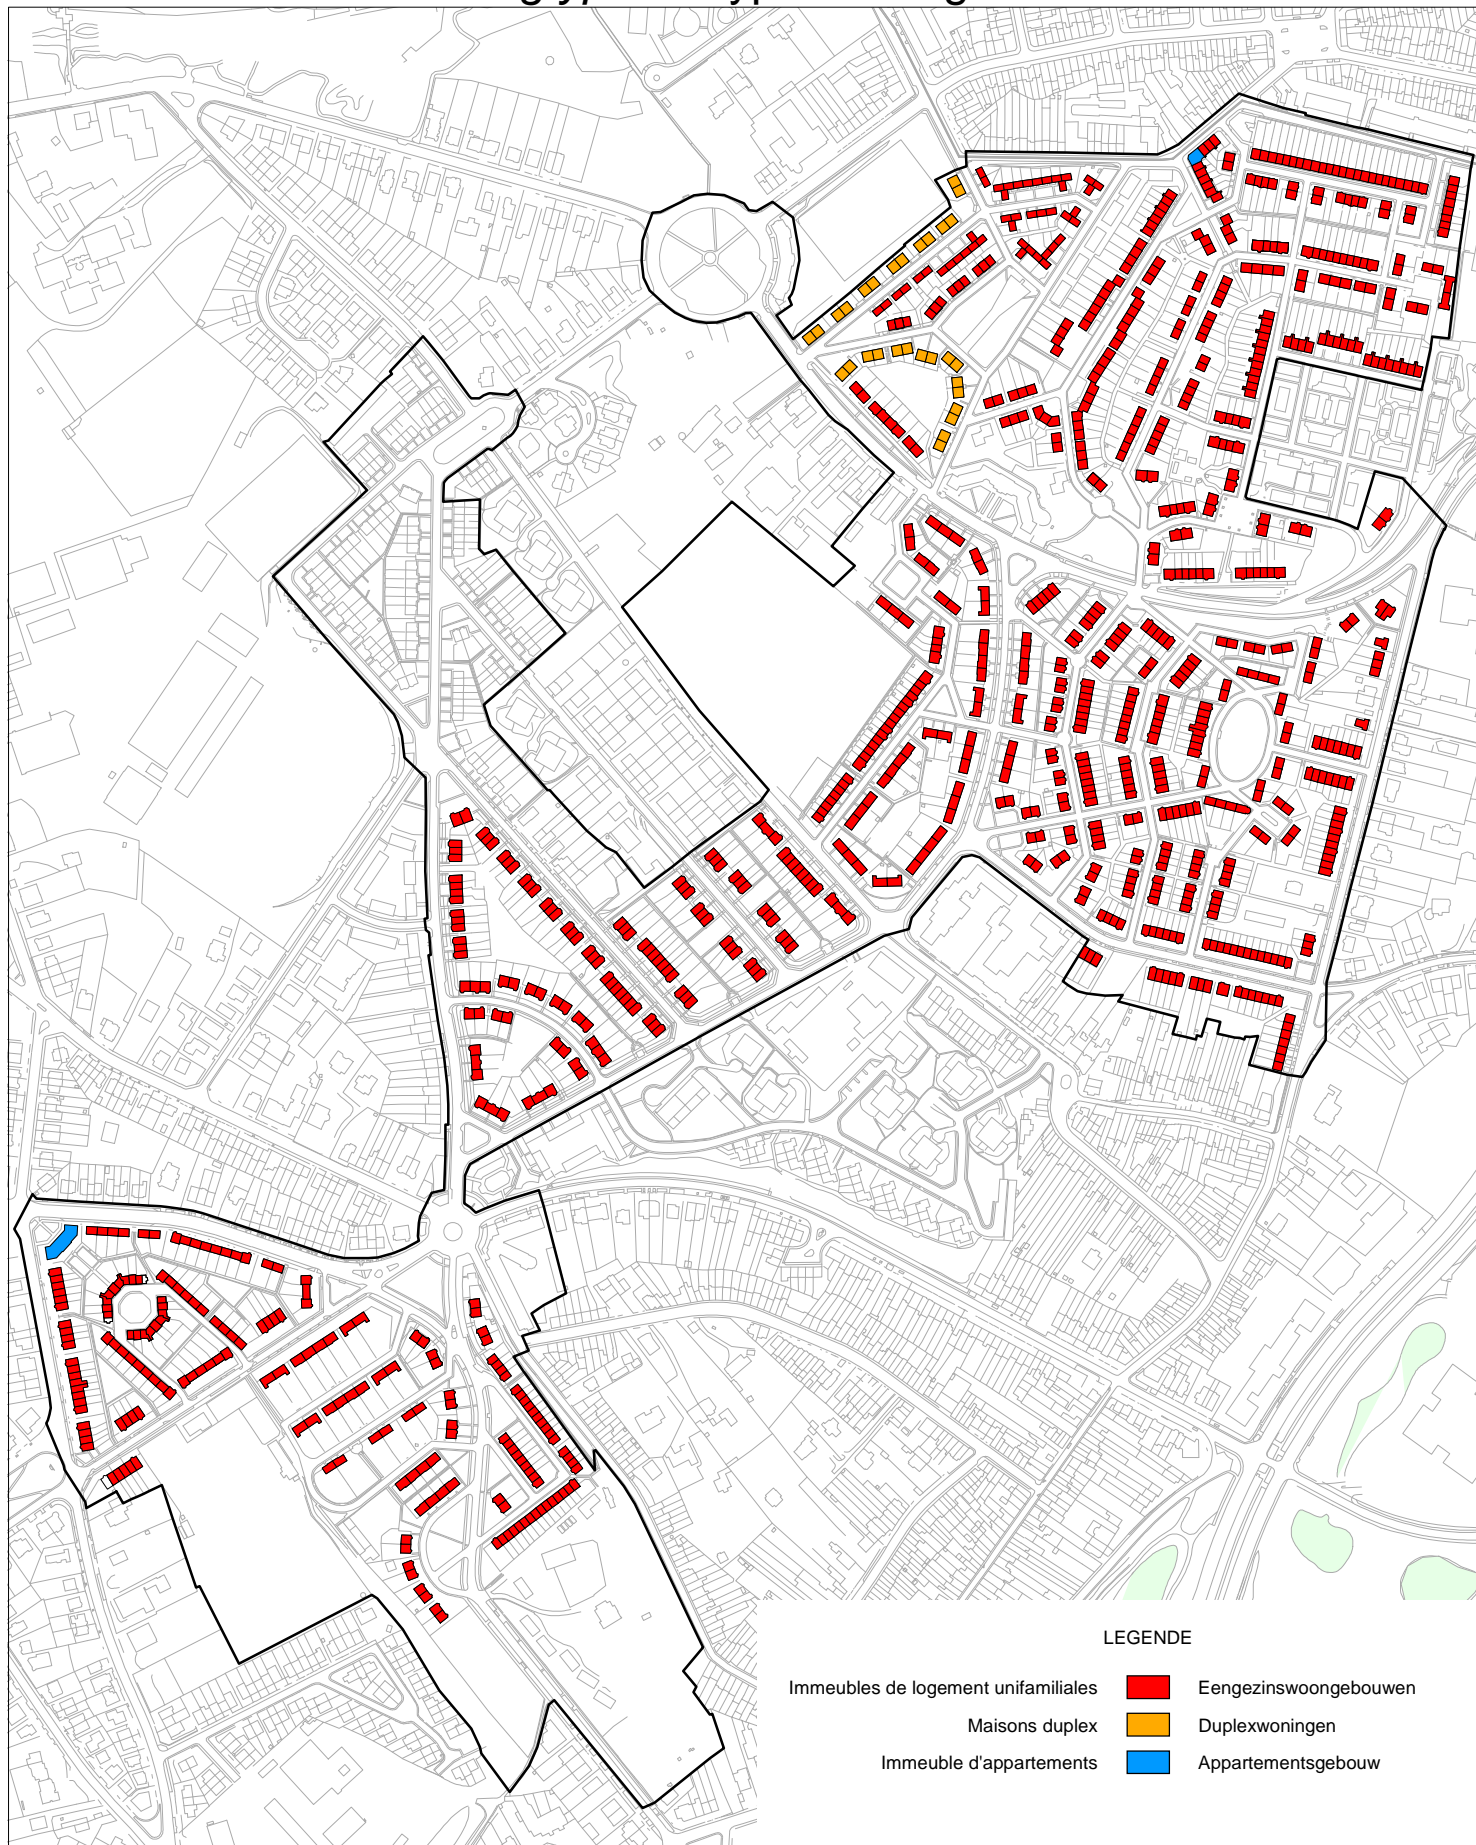 LEGENDE
Immeubles de logement unifamiliales Eengezinswoongebouwen
Maisons duplex Duplexwoningen
Immeuble d'appartements Appartementsgebouw